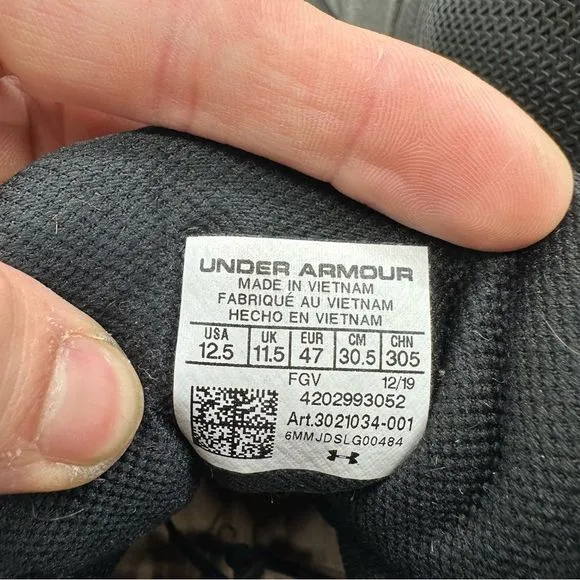 UNDER ARMOUR
MADE IN VIETNAM
FABRIQUÉ AU VIETNAM
HECHO EN VIETNAM
USA UK EUR CM CHN
12.5 11.5 47 30.5 305
FGV 12/19
4202993052
Art.3021034-001
6MMJDSLG00484